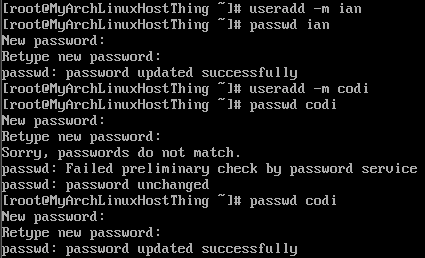 [root@MyArchLinuxHostThing ~]# useradd -m ian
[root@MyArchLinuxHostThing ~]# passwd ian
New password:
Retype new password:
passwd: password updated successfully
[root@MyArchLinuxHostThing ~]# useradd -m codi
[root@MyArchLinuxHostThing ~]# passwd codi
New password:
Retype new password:
Sorry, passwords do not match.
passwd: Failed preliminary check by password service
passwd: password unchanged
[root@MyArchLinuxHostThing ~]# passwd codi
New password:
Retype new password:
passwd: password updated successfully